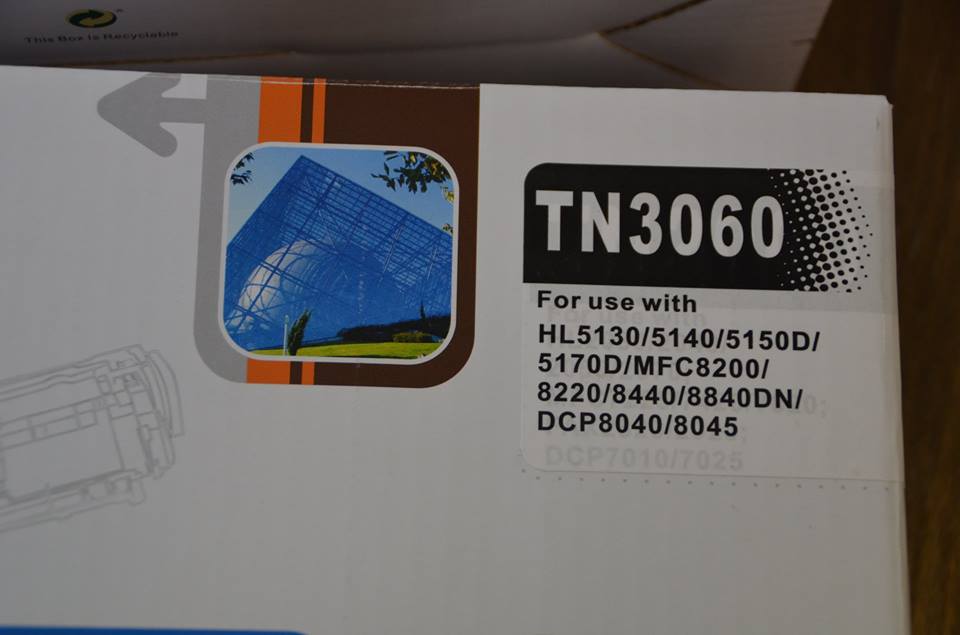 This Box is Recyclable
TN3060
For use with
HL5130/5140/5150D/
5170D/MFC8200/
8220/8440/8840DN/
DCP8040/8045
DCP7010/7025